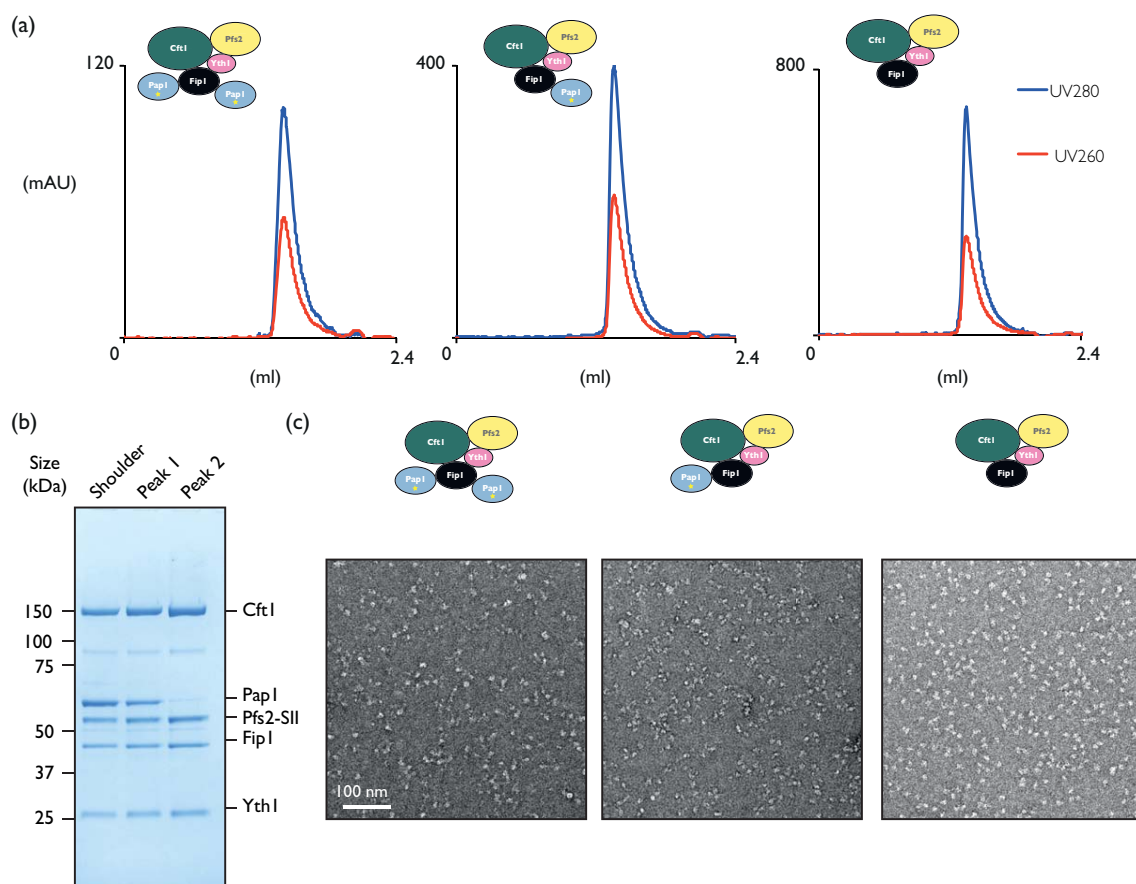 (a)
Cft1 Pfs2 Yth1 Pap1 Fip1 Pap1
Cft1 Pfs2 Yth1 Fip1 Pap1
Cft1 Pfs2 Yth1 Fip1
120
400
800
UV280
UV260
(mAU)
0 2.4
0 2.4
0 2.4
(ml)
(ml)
(ml)
(b)
Size
(kDa)
Shoulder
Peak 1
Peak 2
150
100
75
50
37
25
Cft1
Pap1
Pfs2-SII
Fip1
Yth1
(c)
Cft1 Pfs2 Yth1 Pap1 Fip1 Pap1
Cft1 Pfs2 Yth1 Pap1 Fip1
Cft1 Pfs2 Yth1 Fip1
100 nm